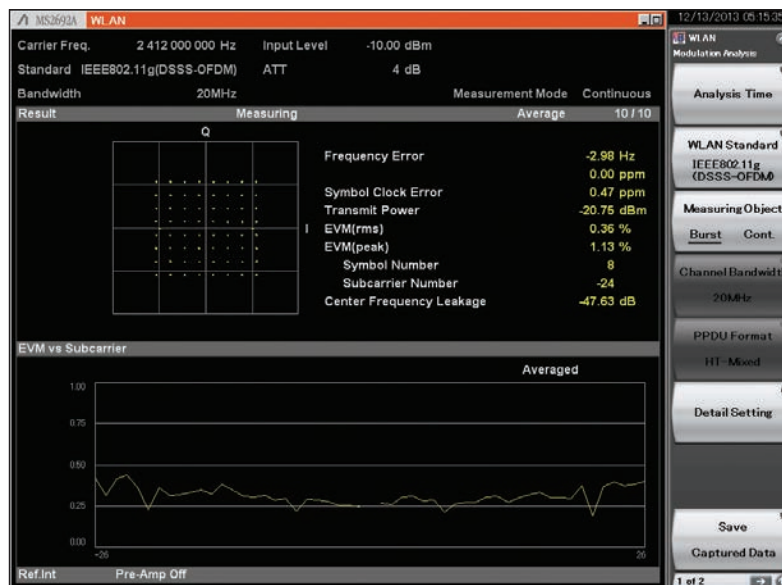 MS2692A WLAN
12/13/2013 05:15:35
Carrier Freq. 2 412 000 000 Hz Input Level -10.00 dBm
Standard IEEE802.11g(DSSS-OFDM) ATT 4 dB
Bandwidth 20MHz Measurement Mode Continuous
Result Measuring Average 10 / 10
Q
I
Frequency Error -2.98 Hz
0.00 ppm
Symbol Clock Error 0.47 ppm
Transmit Power -20.75 dBm
EVM(rms) 0.36 %
EVM(peak) 1.13 %
Symbol Number 8
Subcarrier Number -24
Center Frequency Leakage -47.63 dB
EVM vs Subcarrier
Averaged
1.00
0.75
0.50
0.25
0.00
-26 26
Ref.Int Pre-Amp Off
WLAN
Modulation Analysis
Analysis Time
WLAN Standard
IEEE802.11g
(DSSS-OFDM)
Measuring Object
Burst Cont.
Channel Bandwidt
20MHz
PPDU Format
HT-Mixed
Detail Setting
Save
Captured Data
1 of 2